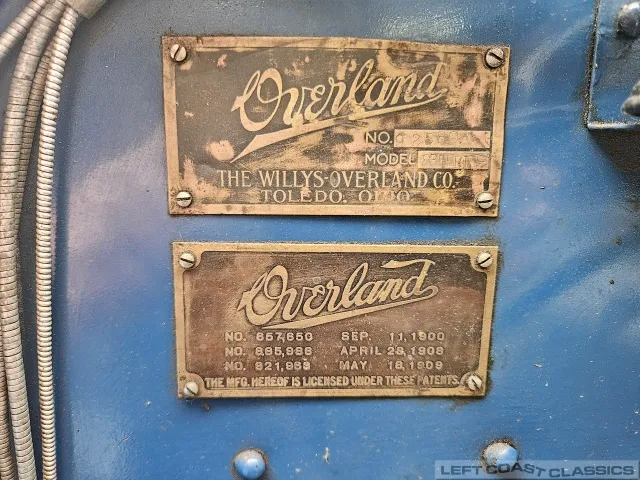 Overland
NO.
MODEL
THE WILLYS-OVERLAND CO.
TOLEDO, OHIO
Overland
NO. 657,650 SEP. 11, 1900
NO. 885,986 APRIL 28, 1908
NO. 921,963 MAY 18, 1909
THE MFG. HEREOF IS LICENSED UNDER THESE PATENTS.
LEFT COAST CLASSICS